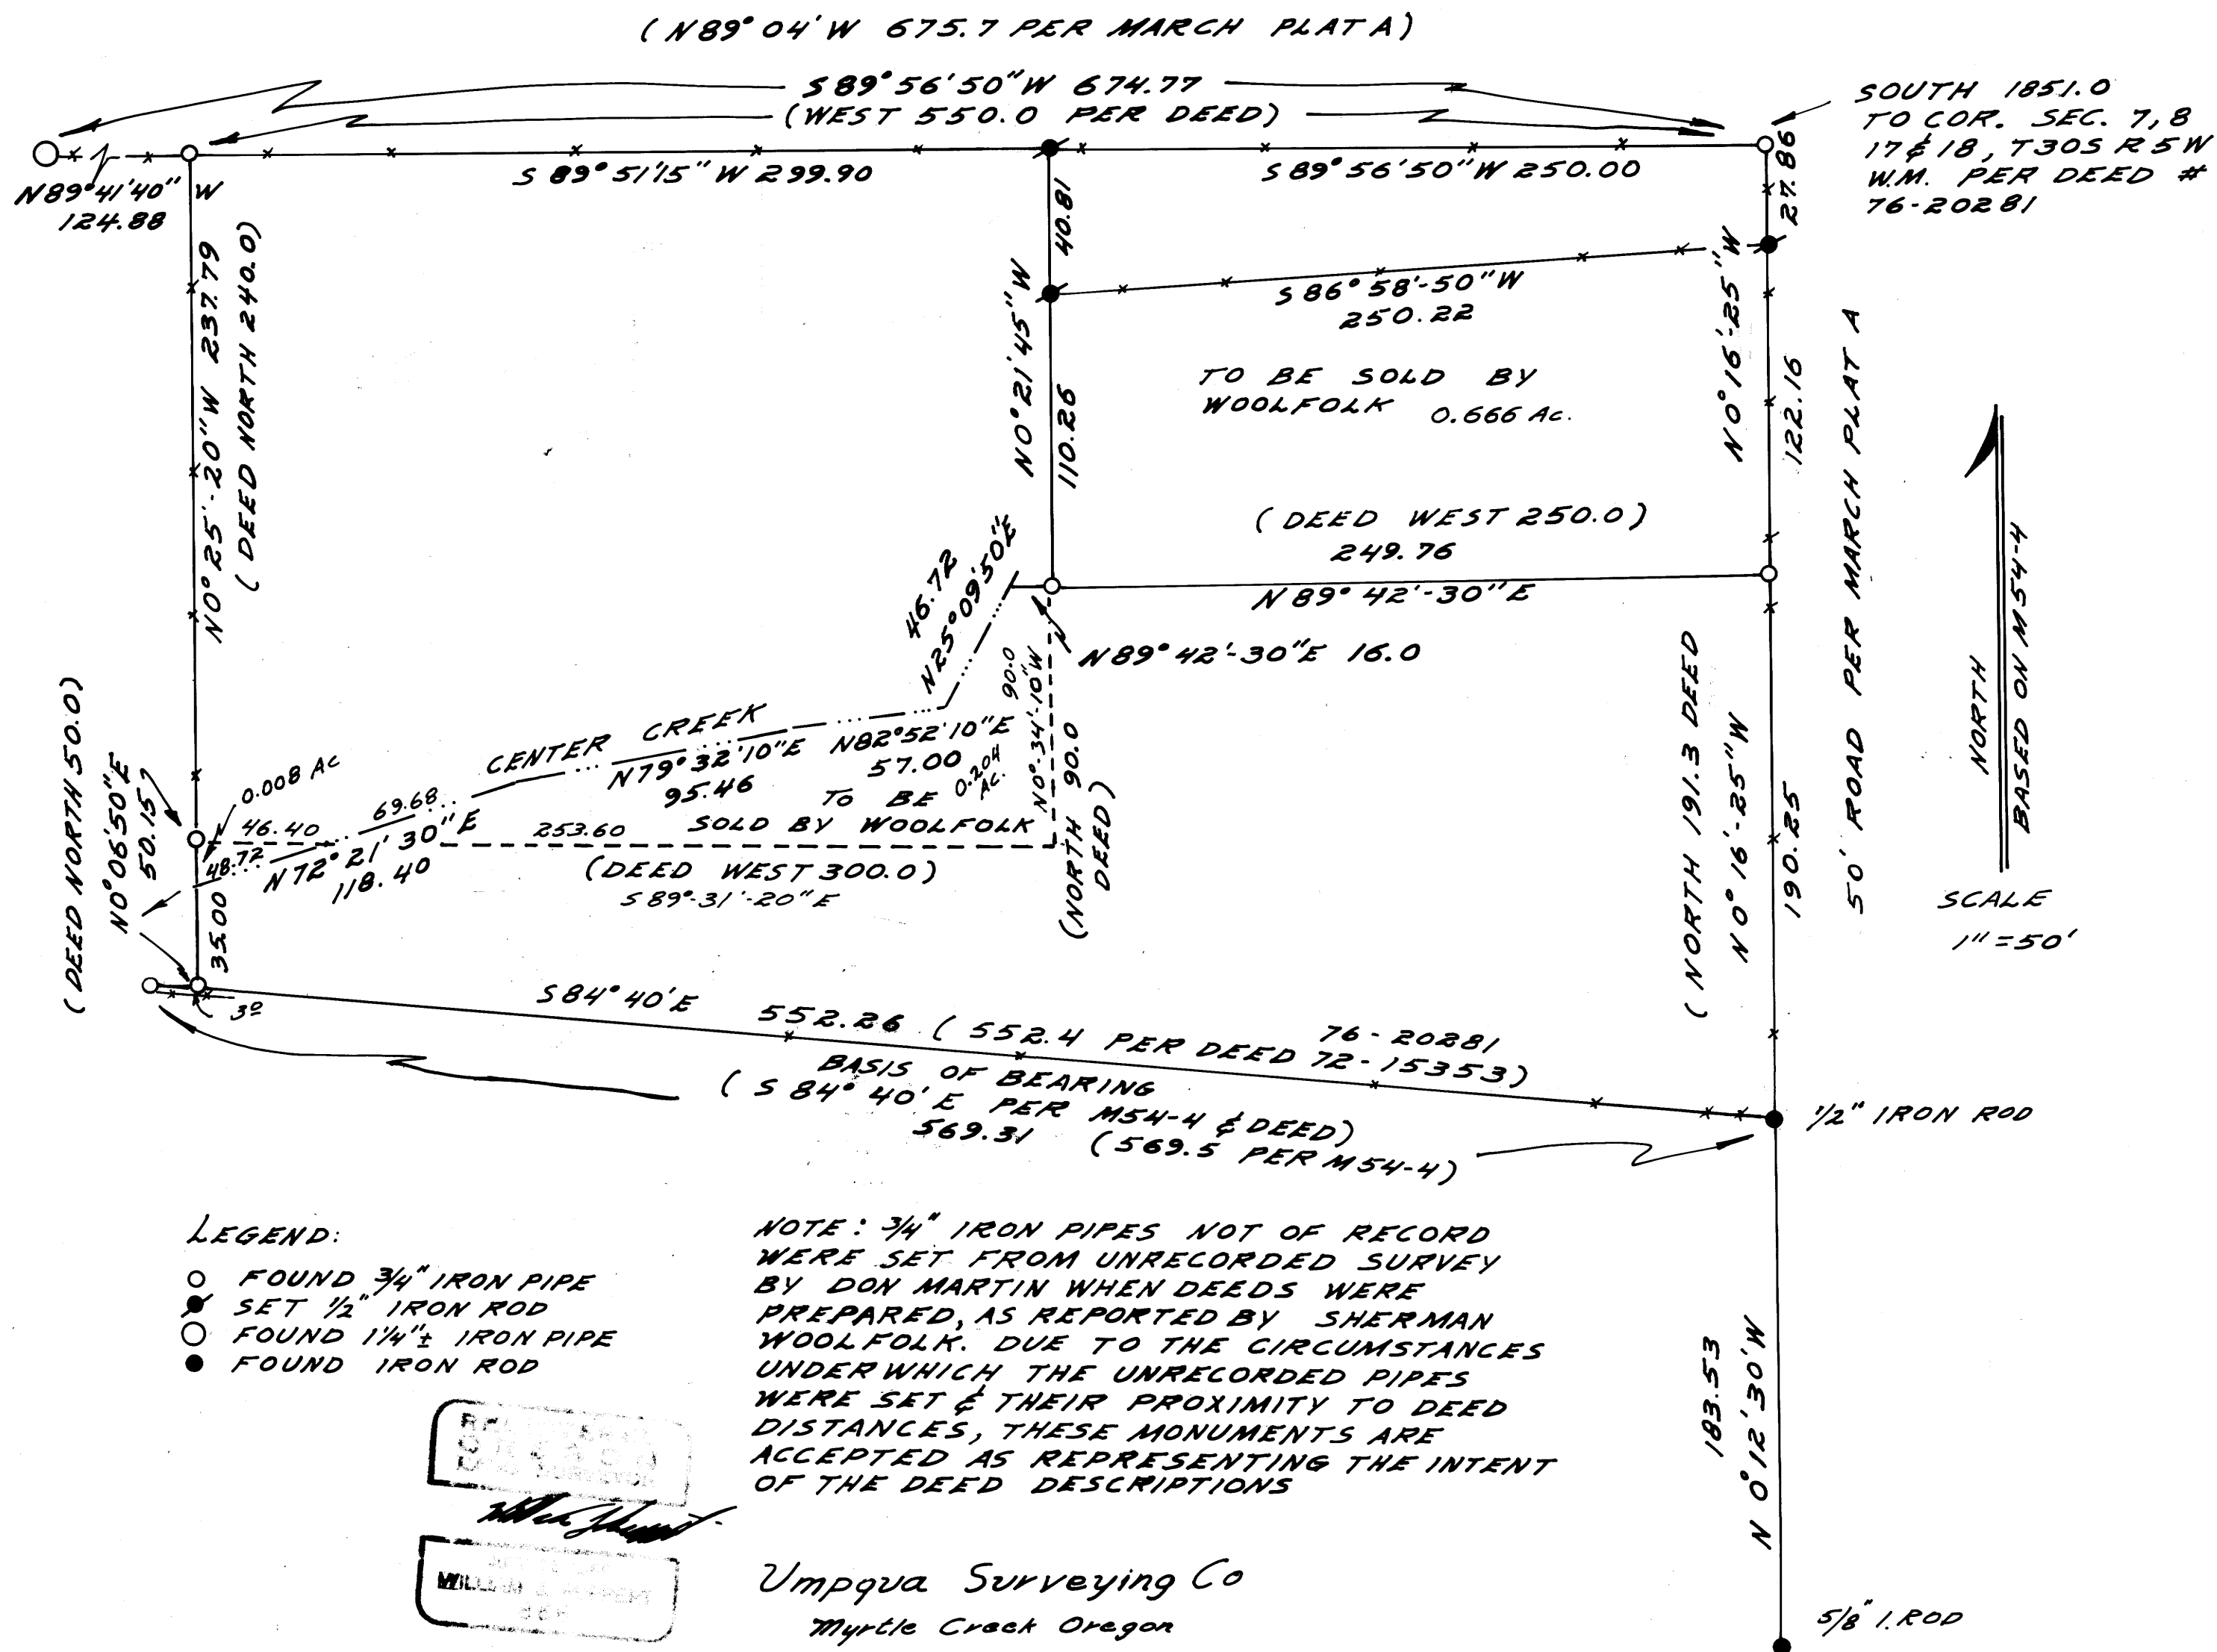 (N89° 04' W 675.7 PER MARCH PLAT A)
S 89° 56' 50" W 674.77
(WEST 550.0 PER DEED)
SOUTH 1851.0
TO COR. SEC. 7, 8
17 & 18, T30S R5W
W.M. PER DEED #
76-20281
N89°41'40" W
124.88
S 89° 51'15" W 299.90
S 89° 56' 50" W 250.00
27.86
40.81
N0° 25'-20" W 237.79
(DEED NORTH 240.0)
S 86° 58'-50" W
250.22
N0° 21' 45" W
110.26
TO BE SOLD BY
WOOLFOLK 0.666 Ac.
N0° 16'-25" W
122.16
50' ROAD PER MARCH PLAT A
(DEED WEST 250.0)
249.76
N 89° 42'-30" E
N89° 42'-30" E 16.0
46.72
N25° 09' 50" E
90.0
N0°-34'-10" W
(NORTH 90.0
DEED)
CENTER CREEK
N79° 32' 10" E
95.46
N82° 52' 10" E
57.00
0.204
Ac.
TO BE
SOLD BY WOOLFOLK
253.60
(DEED WEST 300.0)
S 89°-31'-20" E
(DEED NORTH 50.0)
N0° 06' 50" E
50.15
0.008 AC
46.40
69.68
48.72
N 72° 21' 30" E
118.40
35.00
3º
(NORTH 191.3 DEED
N0° 16'-25" W
190.25
NORTH
BASED ON M54-4
SCALE
1" = 50'
S 84° 40' E 552.26 (552.4 PER DEED 72-15353)
76-20281
BASIS OF BEARING
(S 84° 40' E PER M54-4 & DEED)
569.31 (569.5 PER M54-4)
1/2" IRON ROD
LEGEND:
FOUND 3/4" IRON PIPE
SET 1/2" IRON ROD
FOUND 1 1/4"± IRON PIPE
FOUND IRON ROD
NOTE: 3/4" IRON PIPES NOT OF RECORD
WERE SET FROM UNRECORDED SURVEY
BY DON MARTIN WHEN DEEDS WERE
PREPARED, AS REPORTED BY SHERMAN
WOOLFOLK. DUE TO THE CIRCUMSTANCES
UNDER WHICH THE UNRECORDED PIPES
WERE SET & THEIR PROXIMITY TO DEED
DISTANCES, THESE MONUMENTS ARE
ACCEPTED AS REPRESENTING THE INTENT
OF THE DEED DESCRIPTIONS
183.53
N 0° 12' 30" W
5/8" I. ROD
Umpqua Surveying Co
Myrtle Creek Oregon